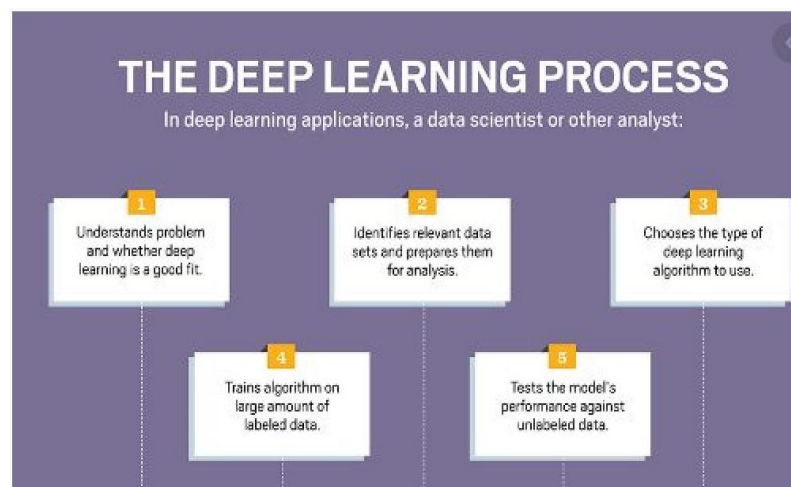 THE DEEP LEARNING PROCESS
In deep learning applications, a data scientist or other analyst:
1
Understands problem
and whether deep
learning is a good fit.
2
Identifies relevant data
sets and prepares them
for analysis.
3
Chooses the type of
deep learning
algorithm to use.
4
Trains algorithm on
large amount of
labeled data.
5
Tests the model's
performance against
unlabeled data.